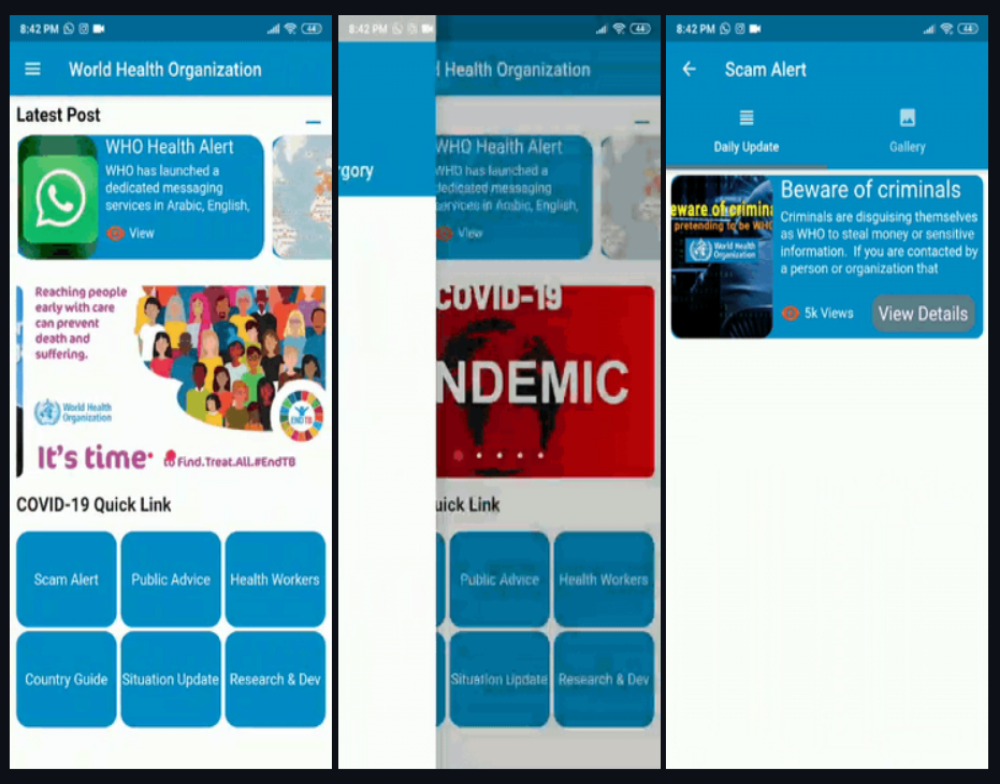 8:42 PM
44
World Health Organization
Latest Post
WHO Health Alert
WHO has launched a
dedicated messaging
services in Arabic, English,
View
Reaching people
early with care
can prevent
death and
suffering.
World Health
Organization
END TB
It's time
to Find.Treat.All.#EndTB
COVID-19 Quick Link
Scam Alert
Public Advice
Health Workers
Country Guide
Situation Update
Research & Dev
8:42 PM
44
l Health Organization
rgory
WHO Health Alert
WHO has launched a
dedicated messaging
services in Arabic, English,
View
COVID-19
NDEMIC
uick Link
Public Advice
Health Workers
Situation Update
Research & Dev
8:42 PM
44
Scam Alert
Daily Update
Gallery
eware of crimina
pretending to be WHO
World Health
Organization
Beware of criminals
Criminals are disguising themselves
as WHO to steal money or sensitive
information. If you are contacted by
a person or organization that
5k Views
View Details